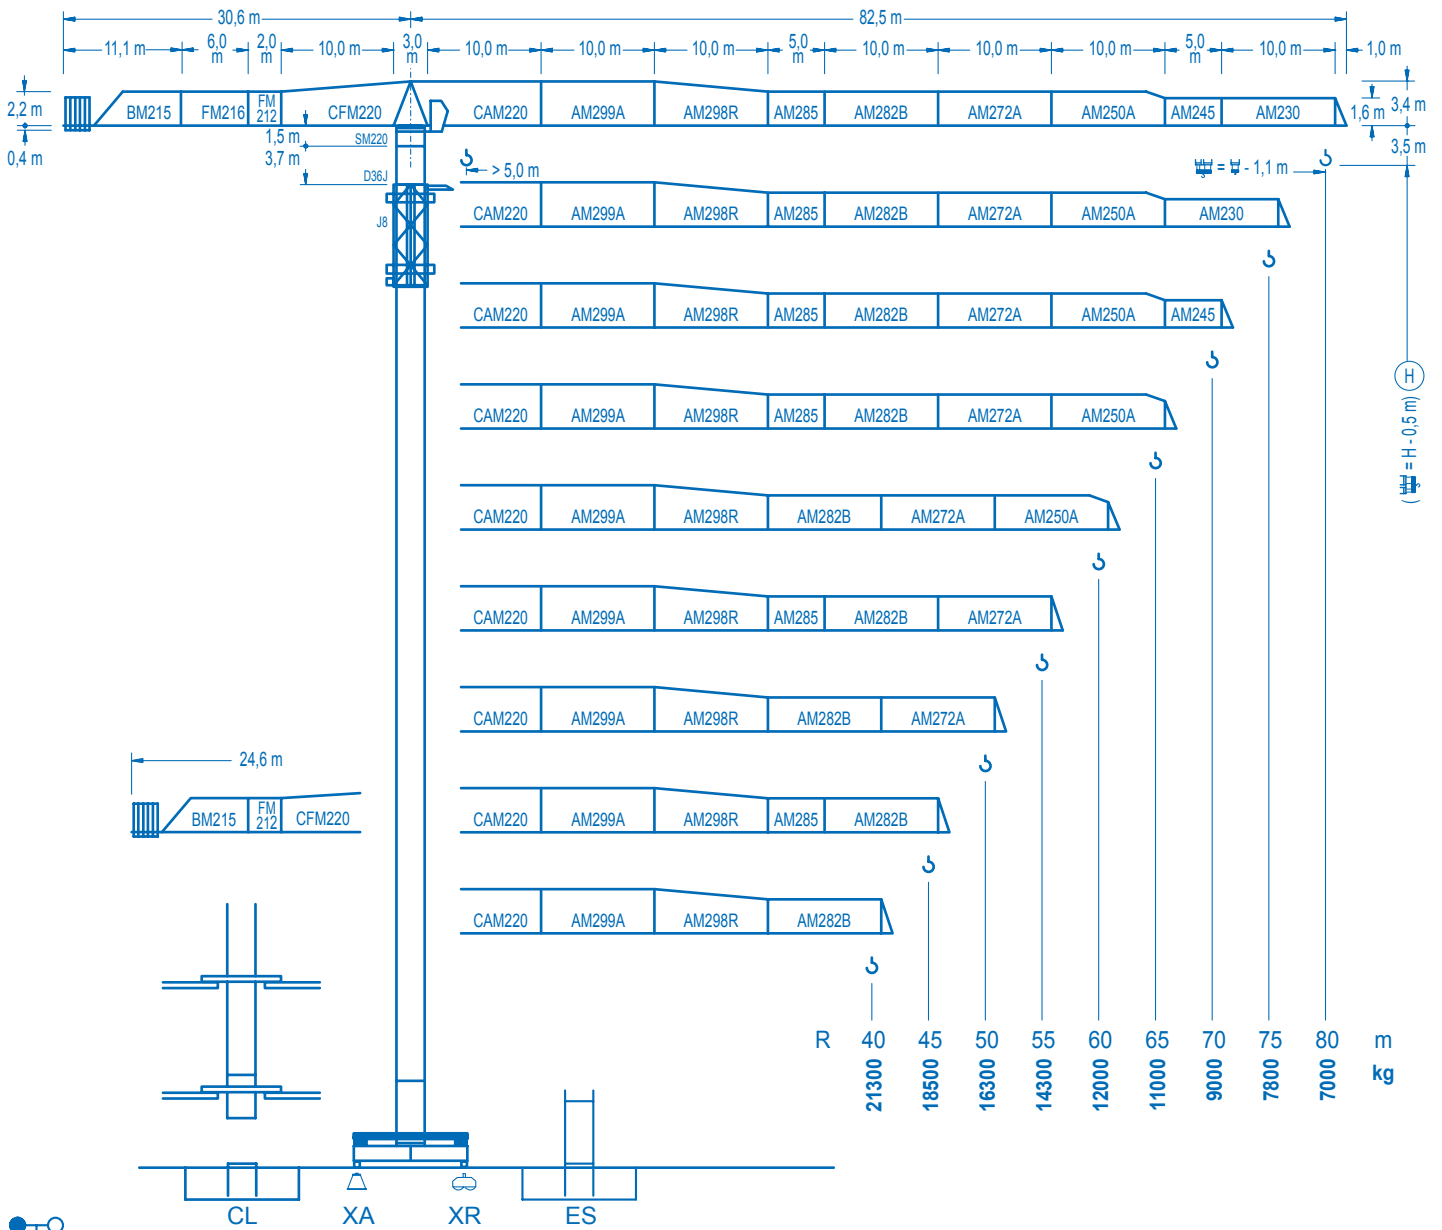 30,6 m 82,5 m
11,1 m 6,0 m 2,0 m 10,0 m 3,0 m 10,0 m 10,0 m 10,0 m 5,0 m 10,0 m 10,0 m 10,0 m 5,0 m 10,0 m 1,0 m
2,2 m BM215 FM216 FM 212 CFM220 CAM220 AM299A AM298R AM285 AM282B AM272A AM250A AM245 AM230 1,6 m 3,4 m
0,4 m 1,5 m SM220 3,5 m
3,7 m > 5,0 m = - 1,1 m
D36J
J8 CAM220 AM299A AM298R AM285 AM282B AM272A AM250A AM230
CAM220 AM299A AM298R AM285 AM282B AM272A AM250A AM245
H
( = H - 0,5 m)
CAM220 AM299A AM298R AM285 AM282B AM272A AM250A
CAM220 AM299A AM298R AM282B AM272A AM250A
CAM220 AM299A AM298R AM285 AM282B AM272A
CAM220 AM299A AM298R AM282B AM272A
24,6 m
BM215 FM 212 CFM220 CAM220 AM299A AM298R AM285 AM282B
CAM220 AM299A AM298R AM282B
R 40 45 50 55 60 65 70 75 80 m
21300 18500 16300 14300 12000 11000 9000 7800 7000 kg
CL XA XR ES